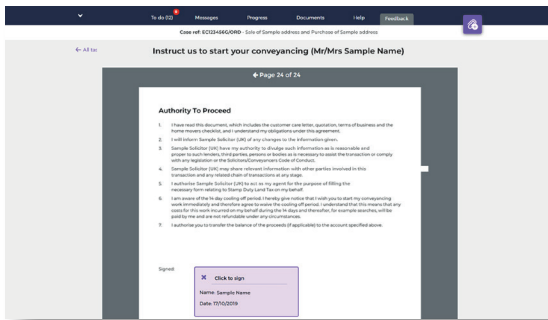 To do (12)
Messages
Progress
Documents
Help
Feedback
Case ref: EC123456G/ORO - Sale of Sample address and Purchase of Sample address
← All tas
Instruct us to start your conveyancing (Mr/Mrs Sample Name)
Page 24 of 24
Authority To Proceed
1. I have read this document, which includes the customer care letter, quotation, terms of business and the
home movers checklist, and I understand my obligations under this agreement.
2. I will inform Sample Solicitor (UK) of any changes to the information given.
3. Sample Solicitor (UK) have my authority to divulge such information as is reasonable and
proper to such lenders, third parties, persons or bodies as is necessary to assist the transaction or comply
with any legislation or the Solicitors/Conveyancers Code of Conduct.
4. Sample Solicitor (UK) may share relevant information with other parties involved in this
transaction and any related chain of transactions at any stage.
5. I authorise Sample Solicitor (UK) to act as my agent for the purpose of filling the
necessary form relating to Stamp Duty Land Tax on my behalf.
6. I am aware of the 14 day cooling off period. I hereby give notice that I wish you to start my conveyancing
work immediately and therefore agree to waive the cooling off period. I understand that this means that any
costs for this work incurred on my behalf during the 14 days and thereafter, for example searches, will be
paid by me and are not refundable under any circumstances.
7. I authorise you to transfer the balance of the proceeds (if applicable) to the account specified above.
Signed:
Click to sign
Name: Sample Name
Date: 17/10/2019